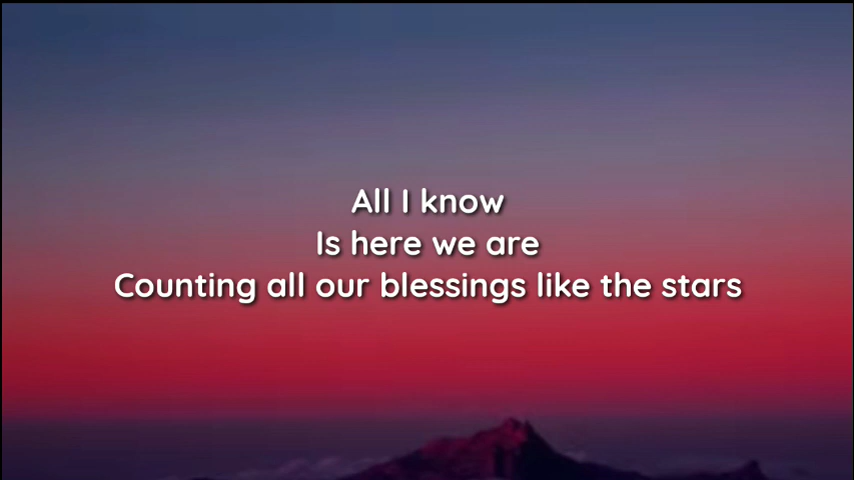 All I know
Is here we are
Counting all our blessings like the stars